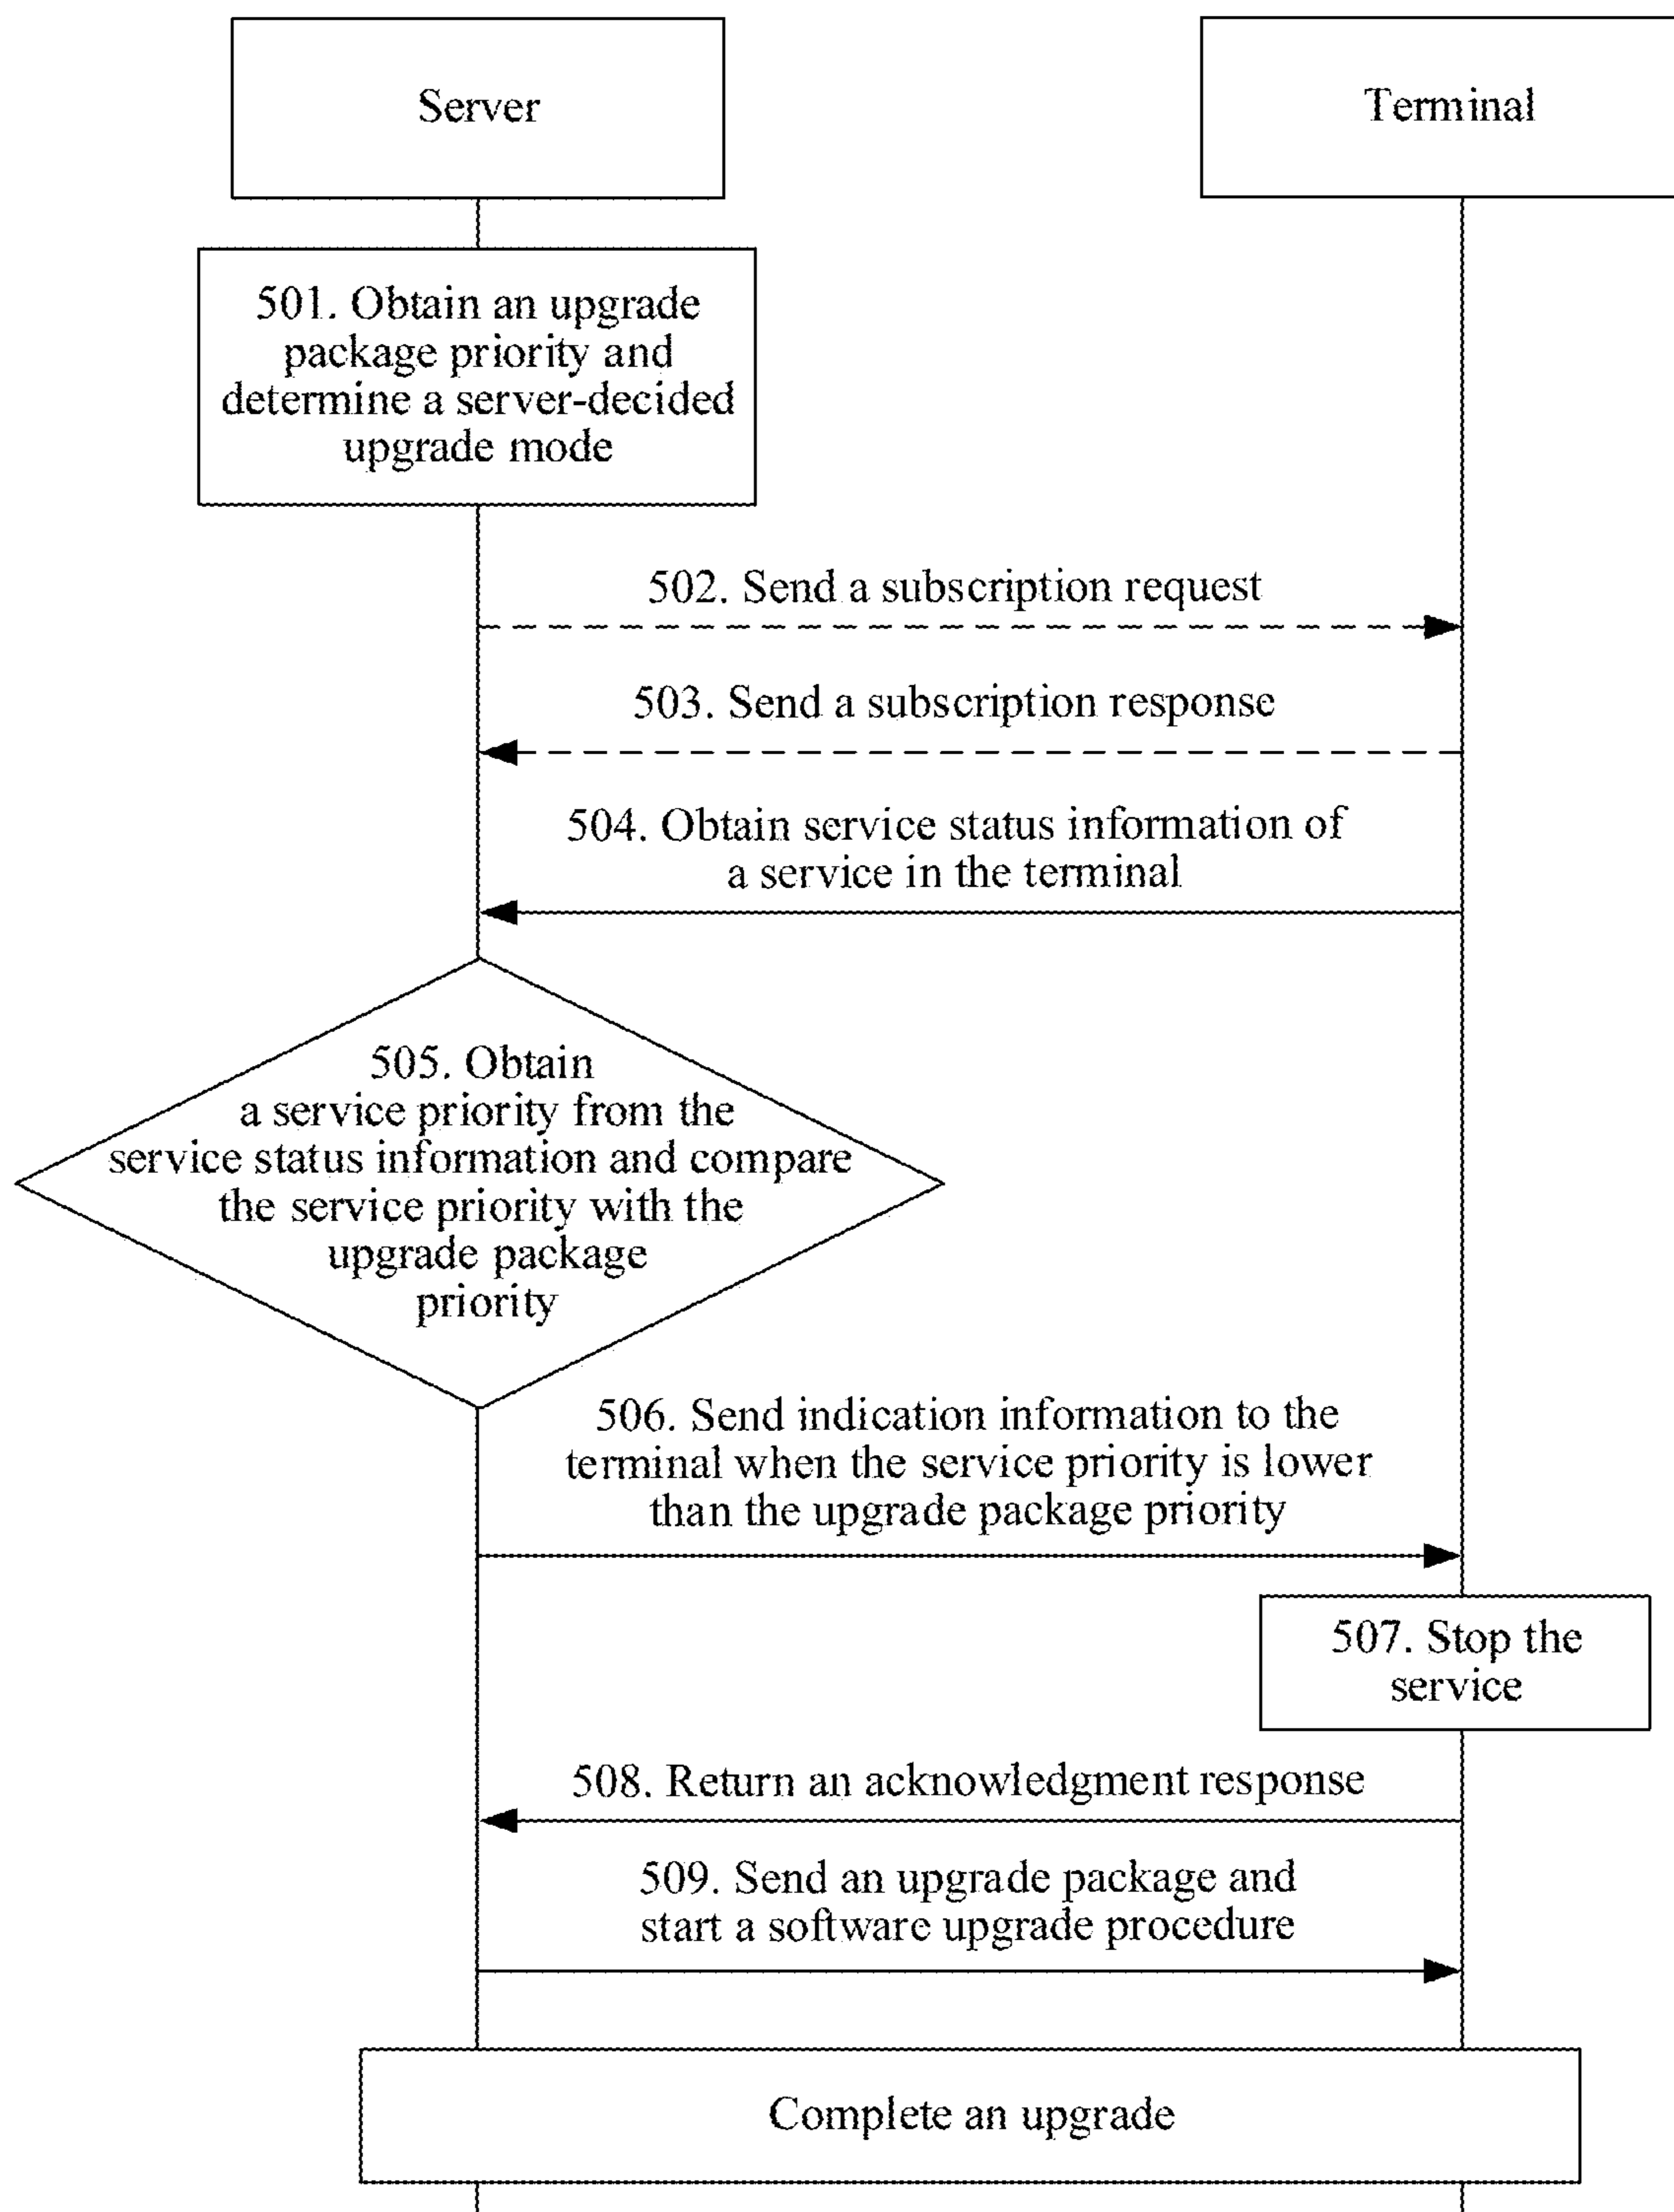 Server
Terminal
501. Obtain an upgrade
package priority and
determine a server-decided
upgrade mode
502. Send a subscription request
503. Send a subscription response
504. Obtain service status information of
a service in the terminal
505. Obtain
a service priority from the
service status information and compare
the service priority with the
upgrade package
priority
506. Send indication information to the
terminal when the service priority is lower
than the upgrade package priority
507. Stop the
service
508. Return an acknowledgment response
509. Send an upgrade package and
start a software upgrade procedure
Complete an upgrade